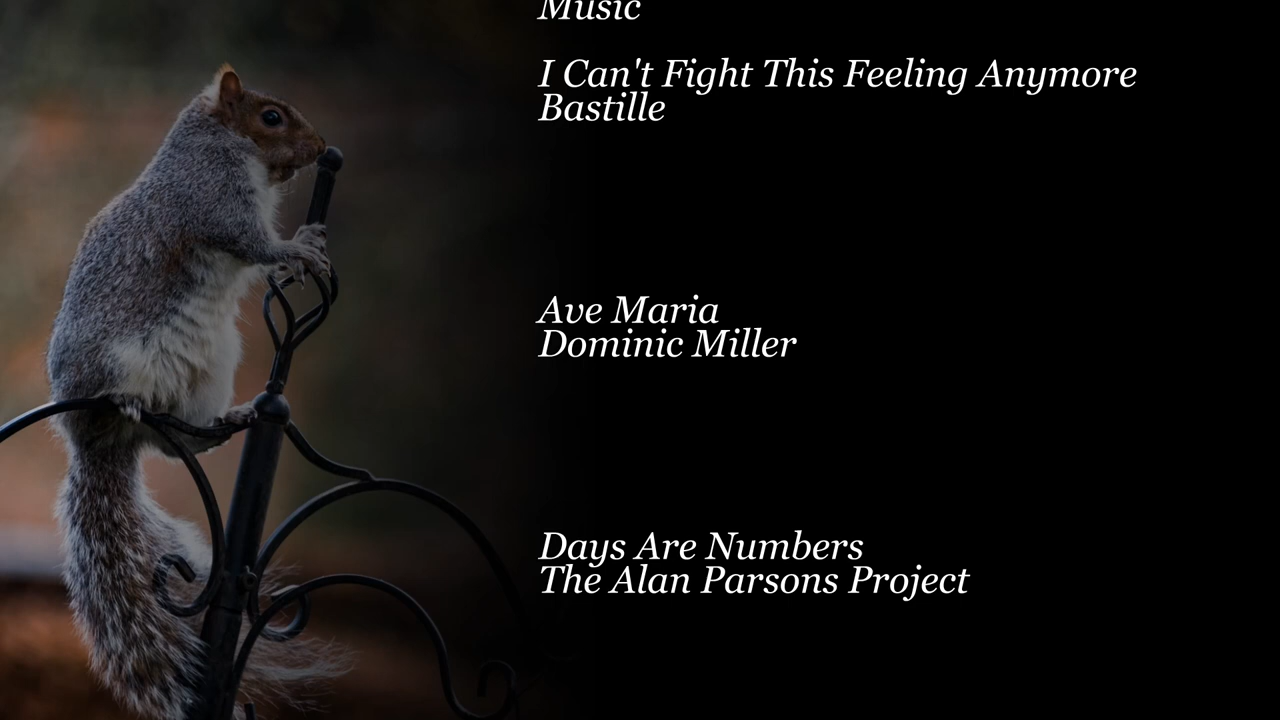 Music
I Can't Fight This Feeling Anymore
Bastille
Ave Maria
Dominic Miller
Days Are Numbers
The Alan Parsons Project